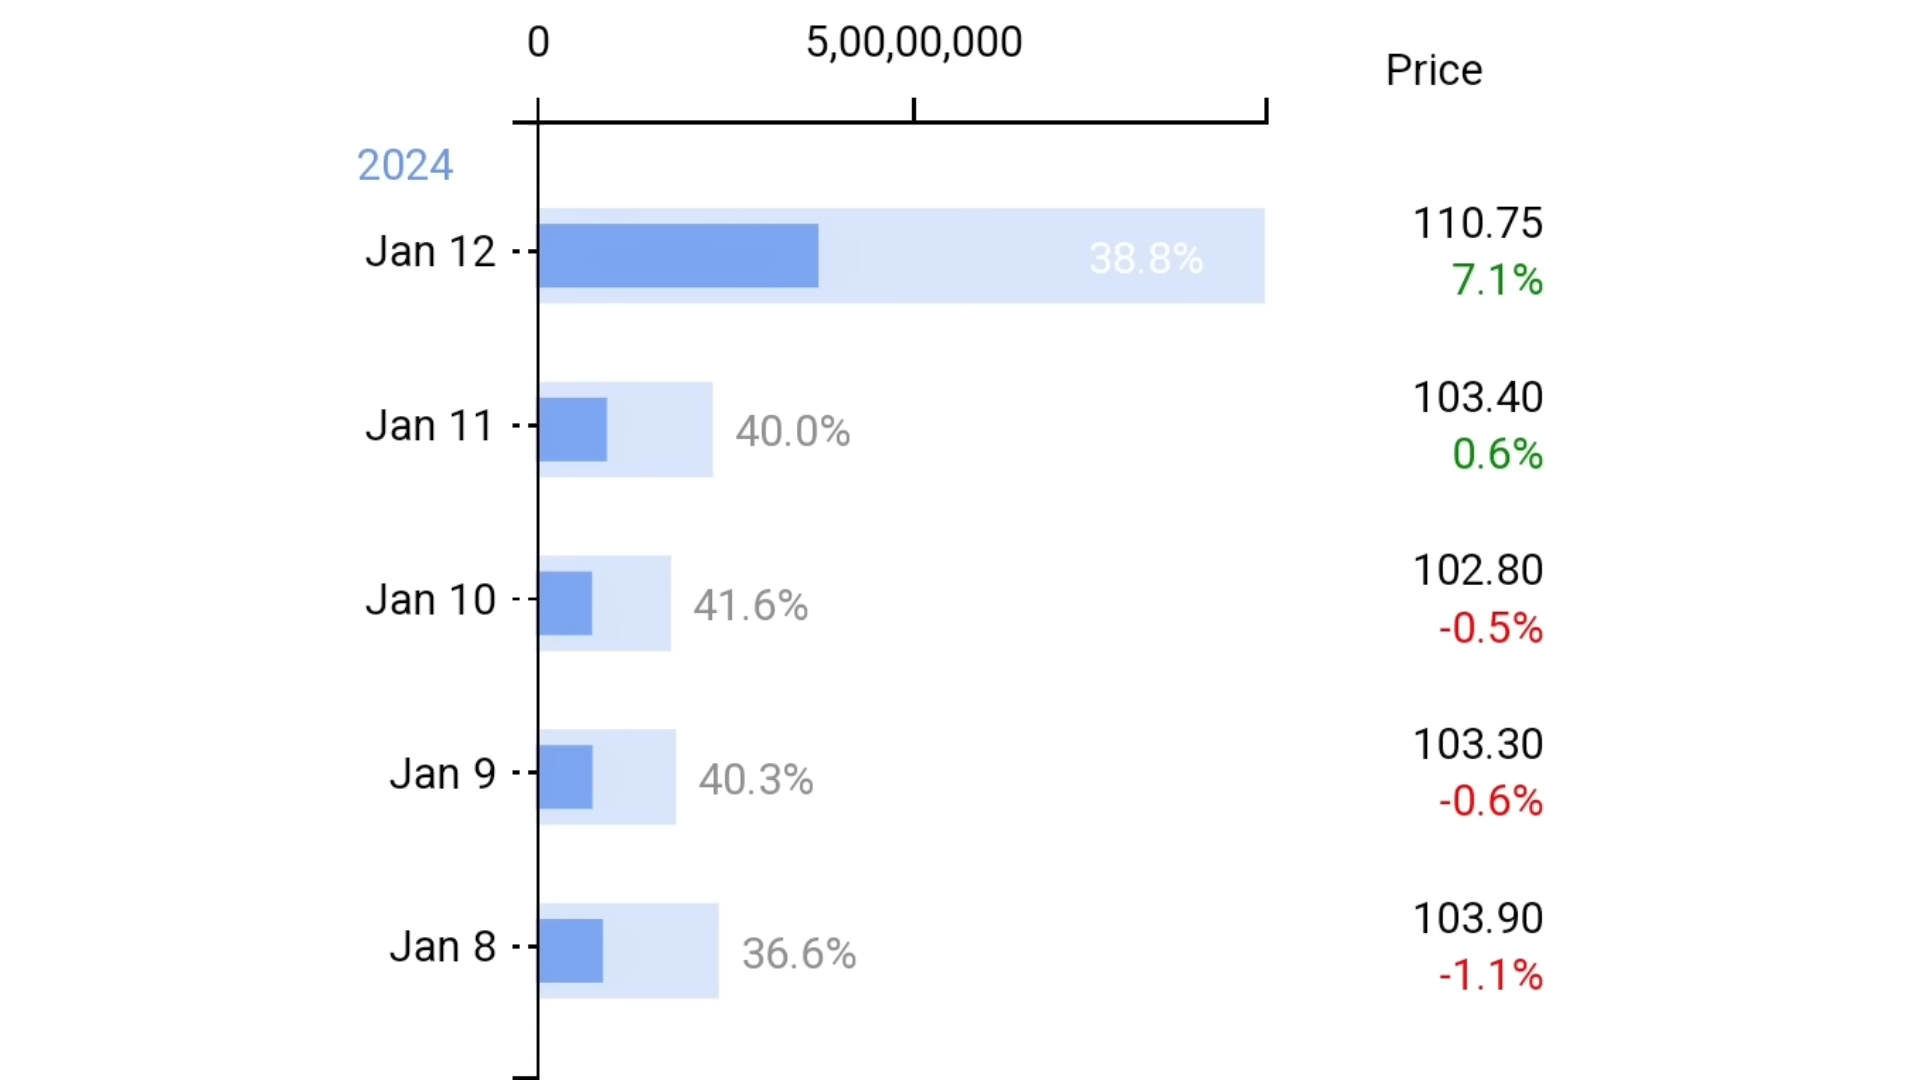 0 5,00,00,000 Price
2024
Jan 12 38.8% 110.75
7.1%
Jan 11 40.0% 103.40
0.6%
Jan 10 41.6% 102.80
-0.5%
Jan 9 40.3% 103.30
-0.6%
Jan 8 36.6% 103.90
-1.1%